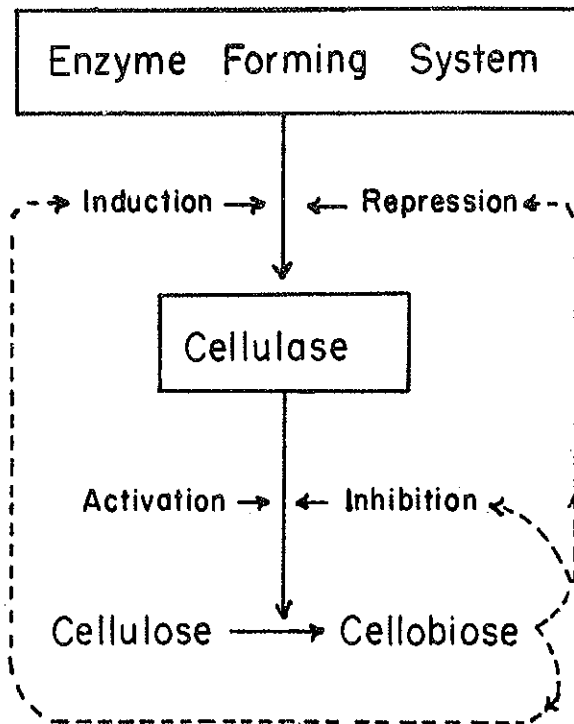 Enzyme Forming System
Induction Repression
Cellulase
Activation Inhibition
Cellulose Cellobiose